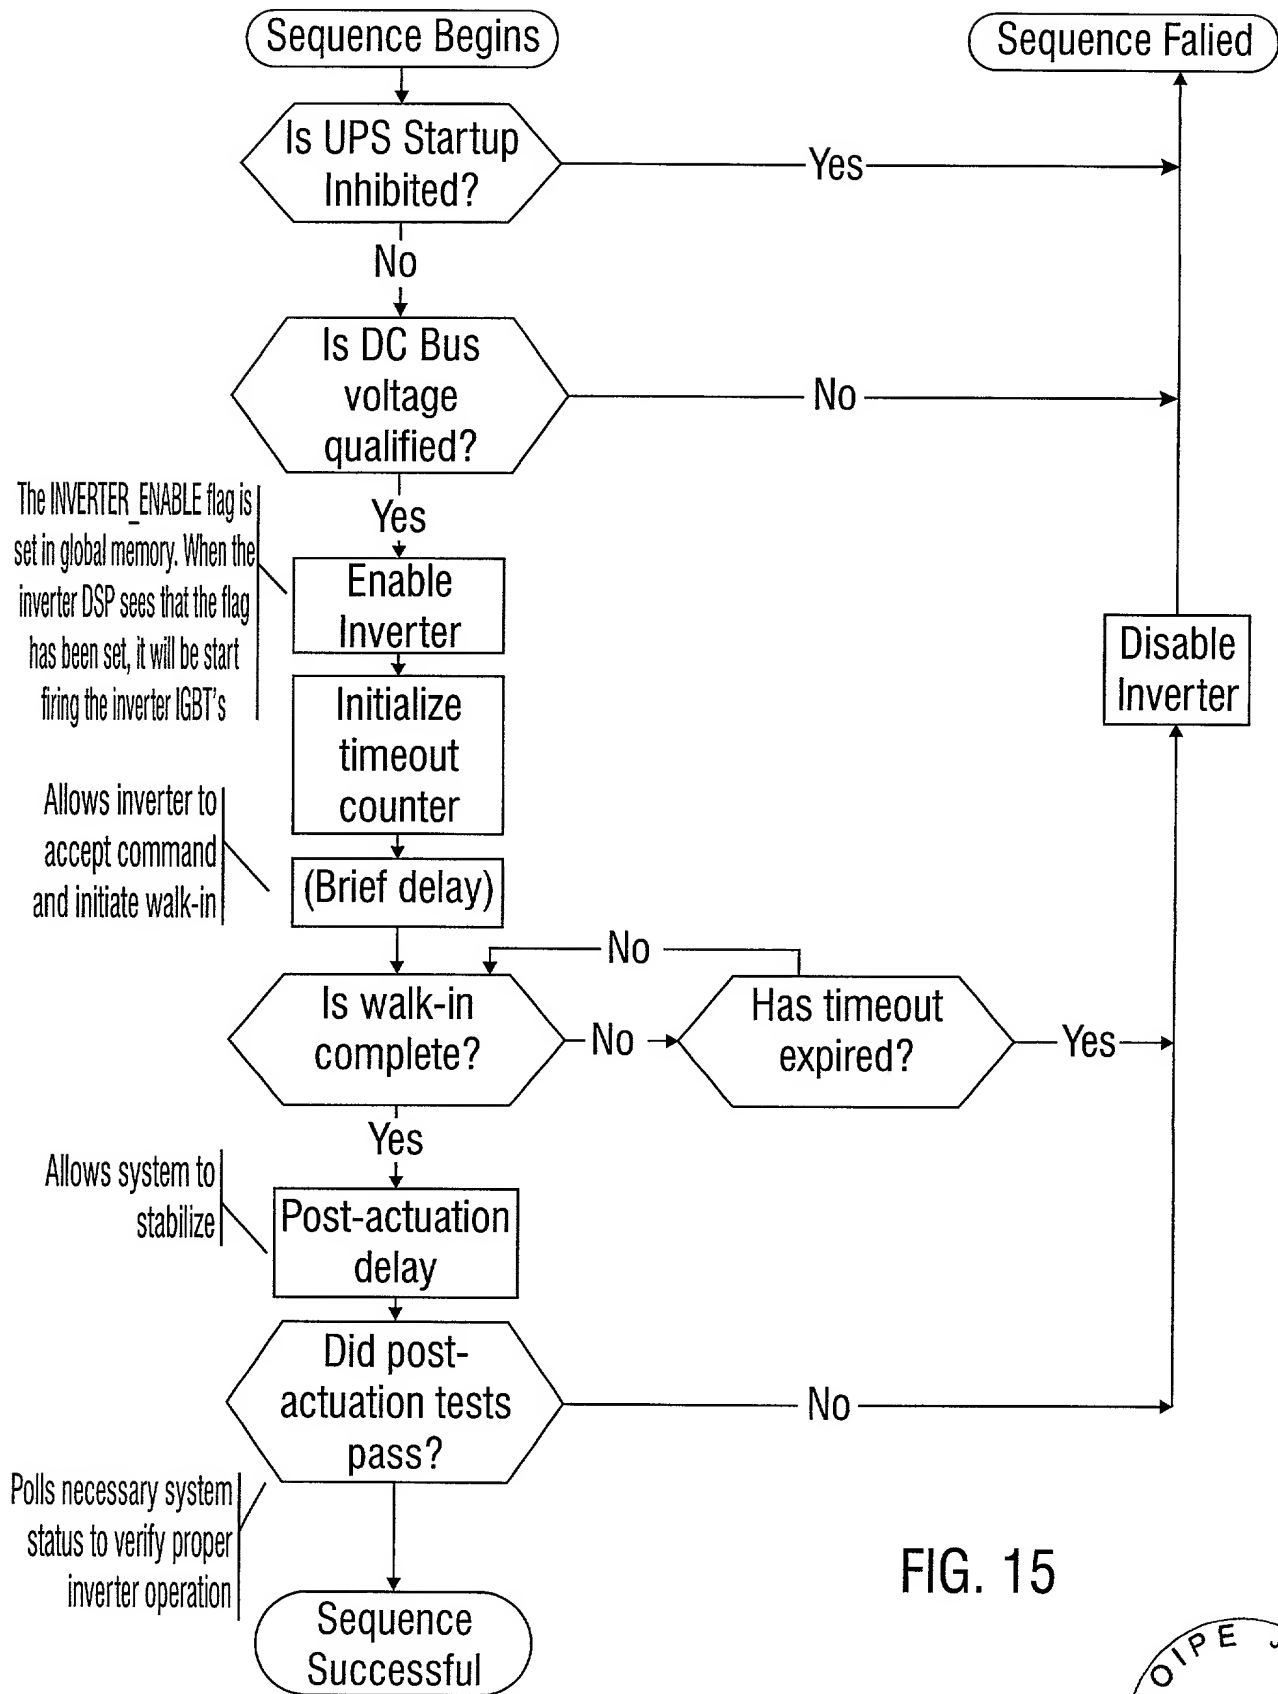 Sequence Begins
Sequence Falied
Is UPS Startup
Inhibited?
Yes
No
Is DC Bus
voltage
qualified?
No
Yes
The INVERTER_ENABLE flag is
set in global memory. When the
inverter DSP sees that the flag
has been set, it will be start
firing the inverter IGBT's
Enable
Inverter
Disable
Inverter
Initialize
timeout
counter
Allows inverter to
accept command
and initiate walk-in
(Brief delay)
No
Is walk-in
complete?
No
Has timeout
expired?
Yes
Yes
Allows system to
stabilize
Post-actuation
delay
Did post-
actuation tests
pass?
No
Polls necessary system
status to verify proper
inverter operation
Sequence
Successful
FIG. 15
OIPE